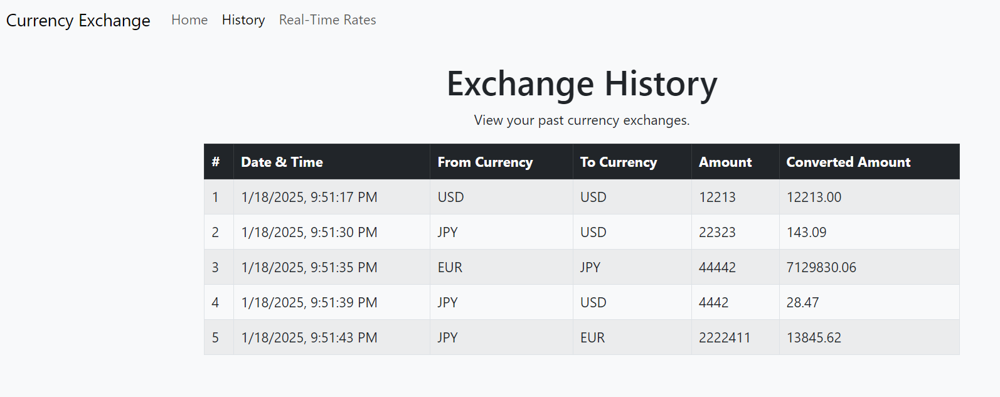 Currency Exchange Home History Real-Time Rates
Exchange History
View your past currency exchanges.
# Date & Time From Currency To Currency Amount Converted Amount
1 1/18/2025, 9:51:17 PM USD USD 12213 12213.00
2 1/18/2025, 9:51:30 PM JPY USD 22323 143.09
3 1/18/2025, 9:51:35 PM EUR JPY 44442 7129830.06
4 1/18/2025, 9:51:39 PM JPY USD 4442 28.47
5 1/18/2025, 9:51:43 PM JPY EUR 2222411 13845.62